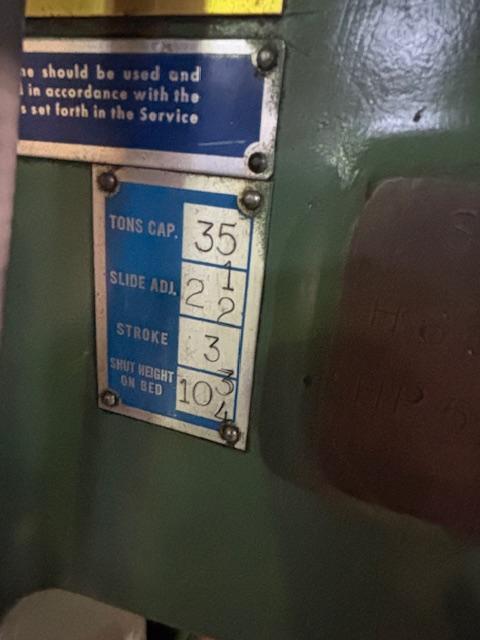 ne should be used and
in accordance with the
s set forth in the Service
TONS CAP. 35
SLIDE ADJ. 2 1/2
STROKE 3
SHUT HEIGHT
ON BED 10 3/4